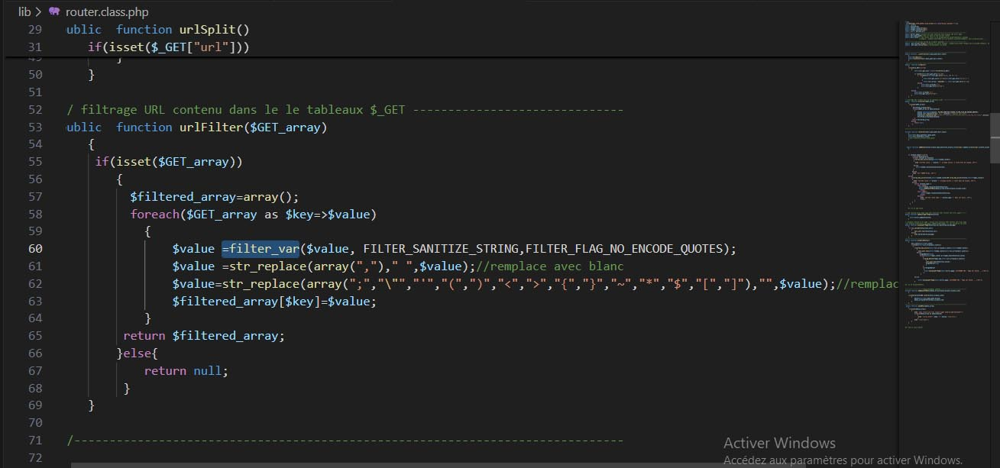 lib > router.class.php
29 ublic function urlSplit()
31 if(isset($_GET["url"]))
49 }
50 }
51
52 / filtrage URL contenu dans le le tableaux $_GET ------------------------------
53 ublic function urlFilter($GET_array)
54 {
55 if(isset($GET_array))
56 {
57 $filtered_array=array();
58 foreach($GET_array as $key=>$value)
59 {
60 $value =filter_var($value, FILTER_SANITIZE_STRING,FILTER_FLAG_NO_ENCODE_QUOTES);
61 $value =str_replace(array(",")," ",$value);//remplace avec blanc
62 $value=str_replace(array(";","\"","'","(",")","<",">","{","}","~","*","$","[","]"),"",$value);//remplac
63 $filtered_array[$key]=$value;
64 }
65 return $filtered_array;
66 }else{
67 return null;
68 }
69 }
70
71 /------------------------------------------------------------------------------
72
Activer Windows
Accédez aux paramètres pour activer Windows.